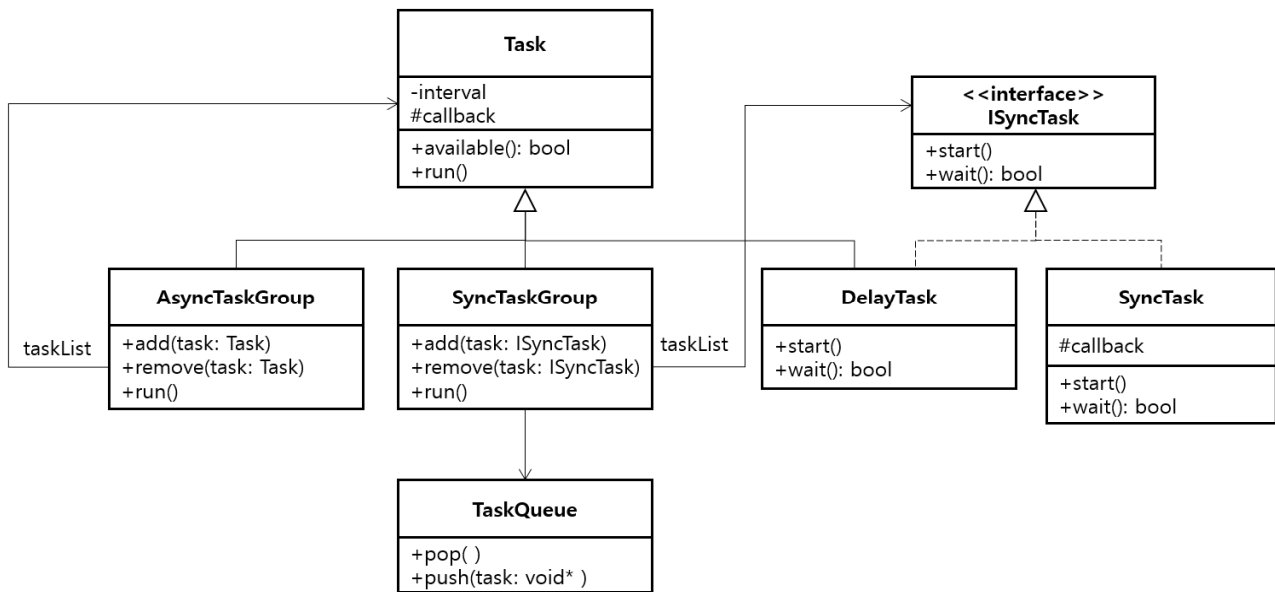 Task
-interval
#callback
+available(): bool
+run()
<<interface>>
ISyncTask
+start()
+wait(): bool
AsyncTaskGroup
+add(task: Task)
+remove(task: Task)
+run()
taskList
SyncTaskGroup
+add(task: ISyncTask)
+remove(task: ISyncTask)
+run()
taskList
DelayTask
+start()
+wait(): bool
SyncTask
#callback
+start()
+wait(): bool
TaskQueue
+pop( )
+push(task: void* )